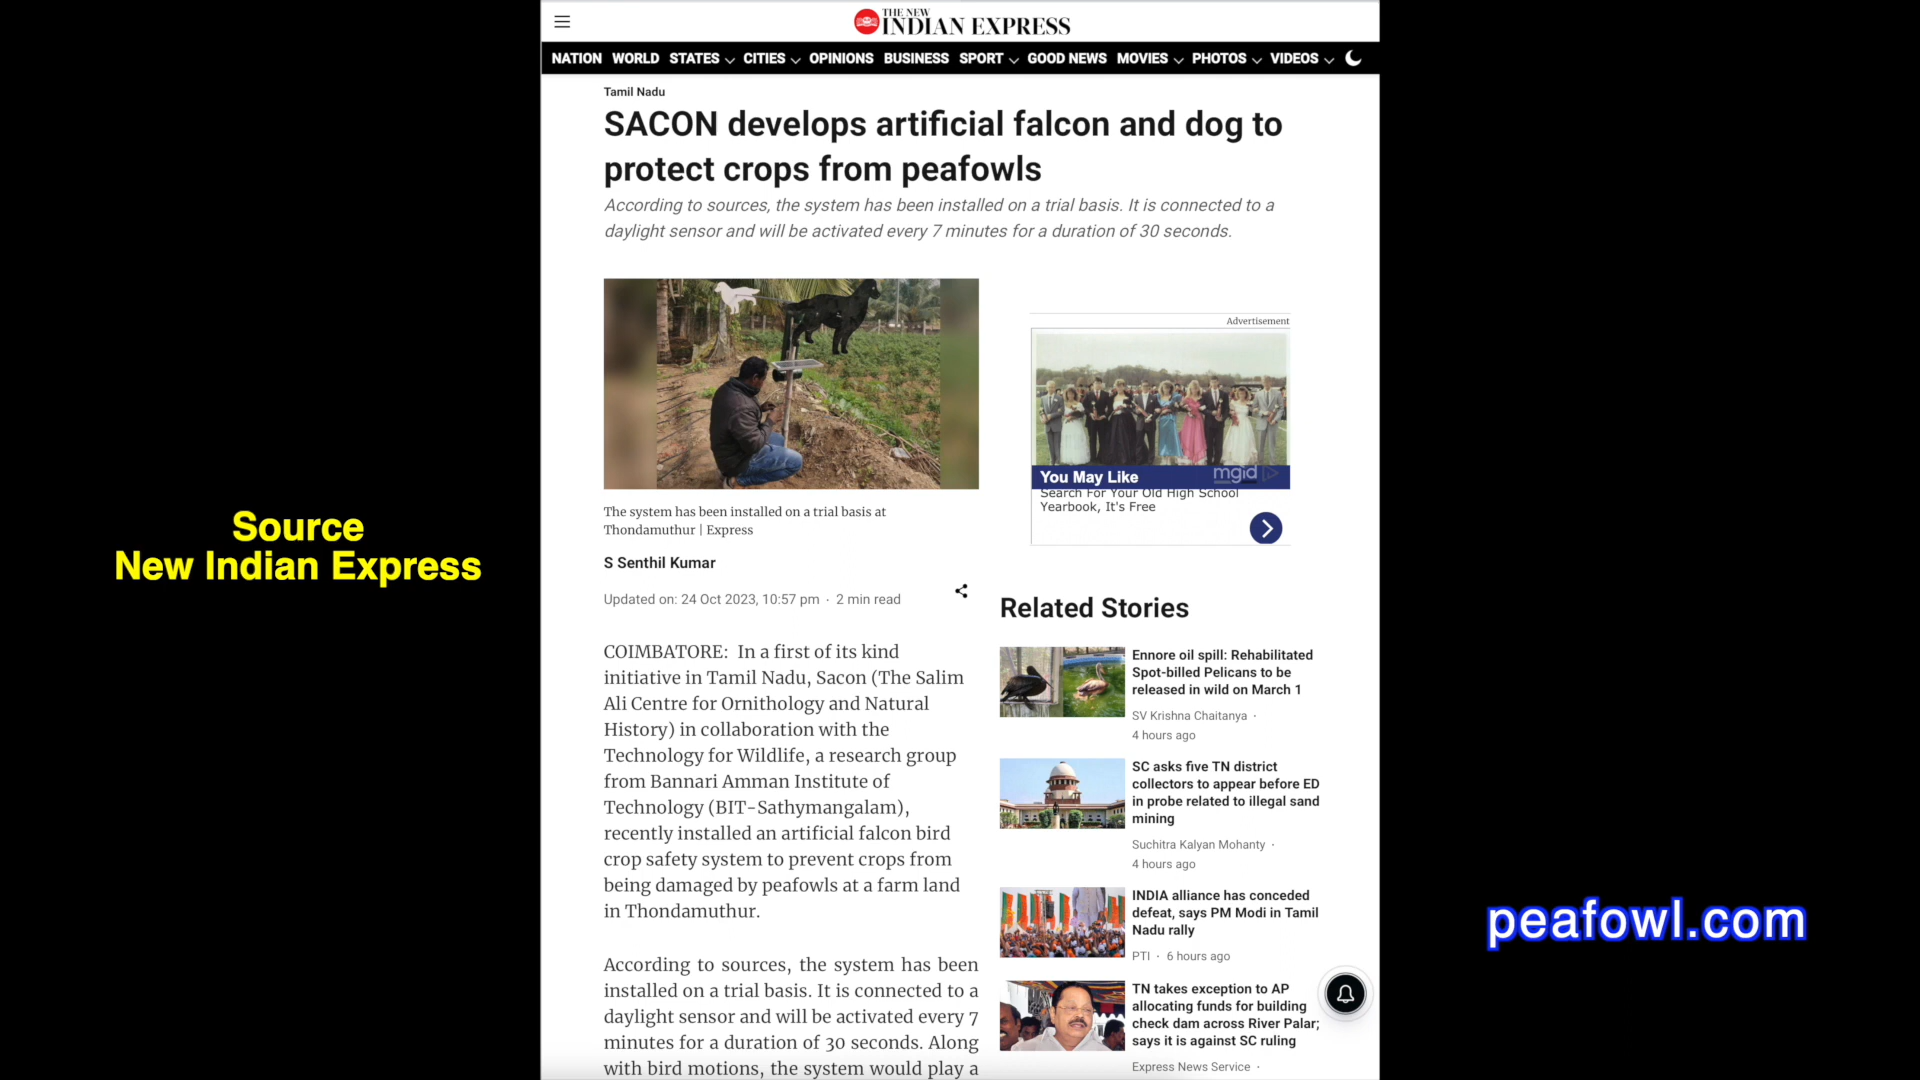 THE NEW
INDIAN EXPRESS
NATION WORLD STATES CITIES OPINIONS BUSINESS SPORT GOOD NEWS MOVIES PHOTOS VIDEOS
Tamil Nadu
SACON develops artificial falcon and dog to
protect crops from peafowls
According to sources, the system has been installed on a trial basis. It is connected to a
daylight sensor and will be activated every 7 minutes for a duration of 30 seconds.
The system has been installed on a trial basis at
Thondamuthur | Express
S Senthil Kumar
Updated on: 24 Oct 2023, 10:57 pm · 2 min read
COIMBATORE: In a first of its kind
initiative in Tamil Nadu, Sacon (The Salim
Ali Centre for Ornithology and Natural
History) in collaboration with the
Technology for Wildlife, a research group
from Bannari Amman Institute of
Technology (BIT-Sathymangalam),
recently installed an artificial falcon bird
crop safety system to prevent crops from
being damaged by peafowls at a farm land
in Thondamuthur.
According to sources, the system has been
installed on a trial basis. It is connected to a
daylight sensor and will be activated every 7
minutes for a duration of 30 seconds. Along
with bird motions, the system would play a
Advertisement
You May Like
mgid
Search For Your Old High School
Yearbook, It's Free
Related Stories
Ennore oil spill: Rehabilitated
Spot-billed Pelicans to be
released in wild on March 1
SV Krishna Chaitanya ·
4 hours ago
SC asks five TN district
collectors to appear before ED
in probe related to illegal sand
mining
Suchitra Kalyan Mohanty ·
4 hours ago
INDIA alliance has conceded
defeat, says PM Modi in Tamil
Nadu rally
PTI · 6 hours ago
TN takes exception to AP
allocating funds for building
check dam across River Palar;
says it is against SC ruling
Express News Service ·
Source
New Indian Express
peafowl.com